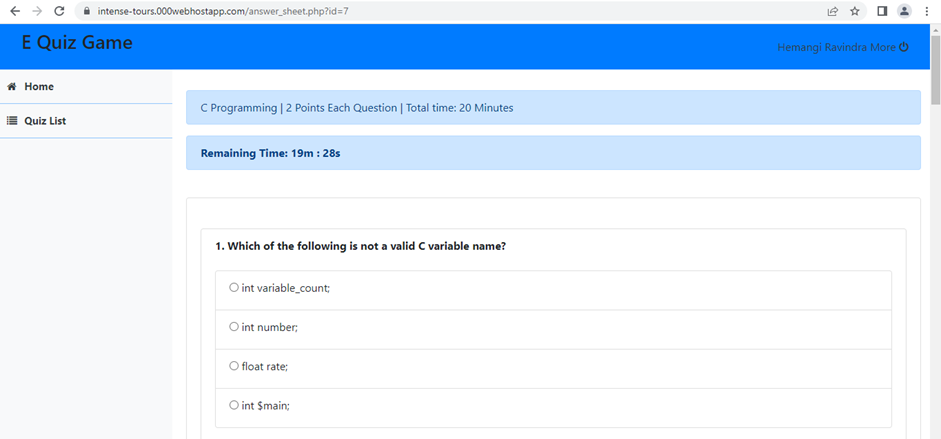 intense-tours.000webhostapp.com/answer_sheet.php?id=7
E Quiz Game
Hemangi Ravindra More
Home
Quiz List
C Programming | 2 Points Each Question | Total time: 20 Minutes
Remaining Time: 19m : 28s
1. Which of the following is not a valid C variable name?
int variable_count;
int number;
float rate;
int $main;